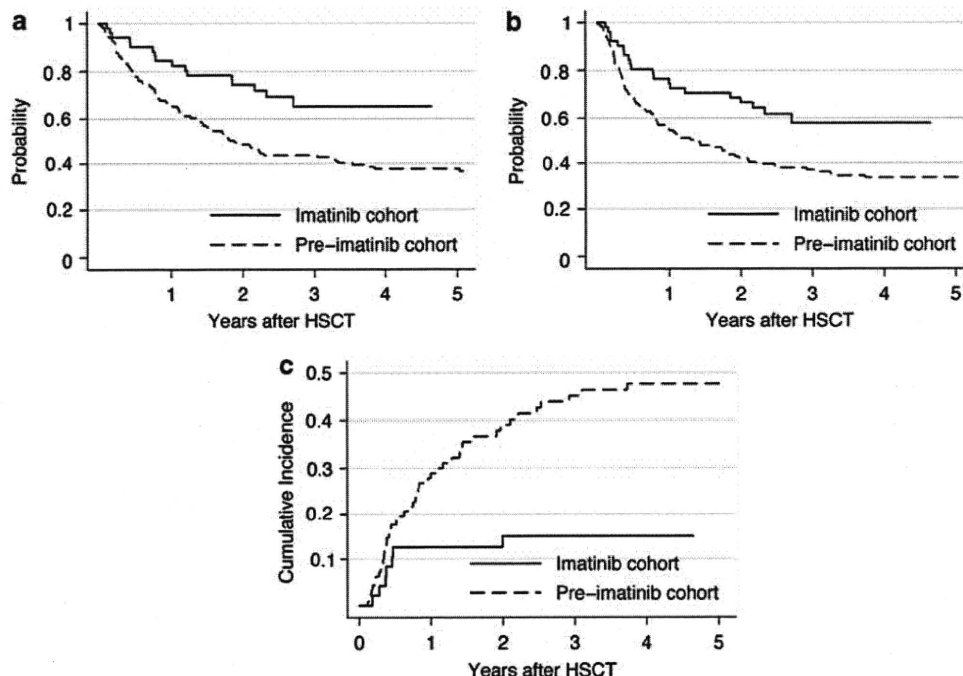 a
1
0.8
0.6
0.4
0.2
0
Probability
Imatinib cohort
Pre-imatinib cohort
1 2 3 4 5
Years after HSCT
b
1
0.8
0.6
0.4
0.2
0
Probability
Imatinib cohort
Pre-imatinib cohort
1 2 3 4 5
Years after HSCT
c
0.5
0.4
0.3
0.2
0.1
Cumulative Incidence
Imatinib cohort
Pre-imatinib cohort
0 1 2 3 4 5
Years after HSCT